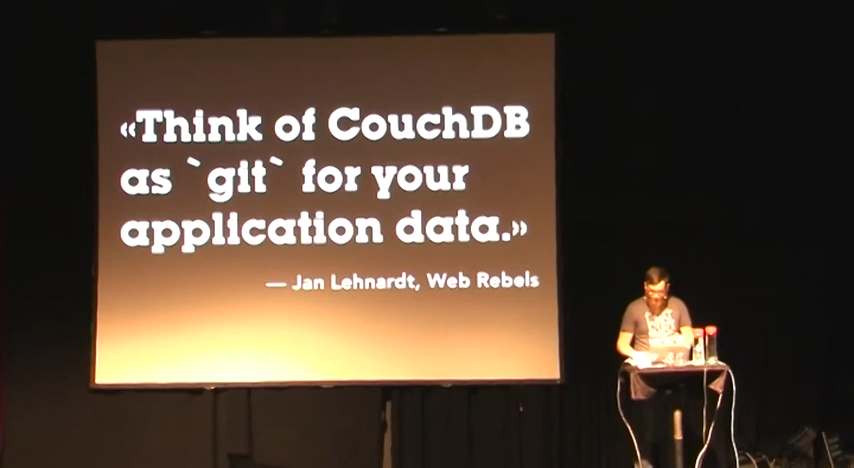 «Think of CouchDB
as `git` for your
application data.»
— Jan Lehnardt, Web Rebels